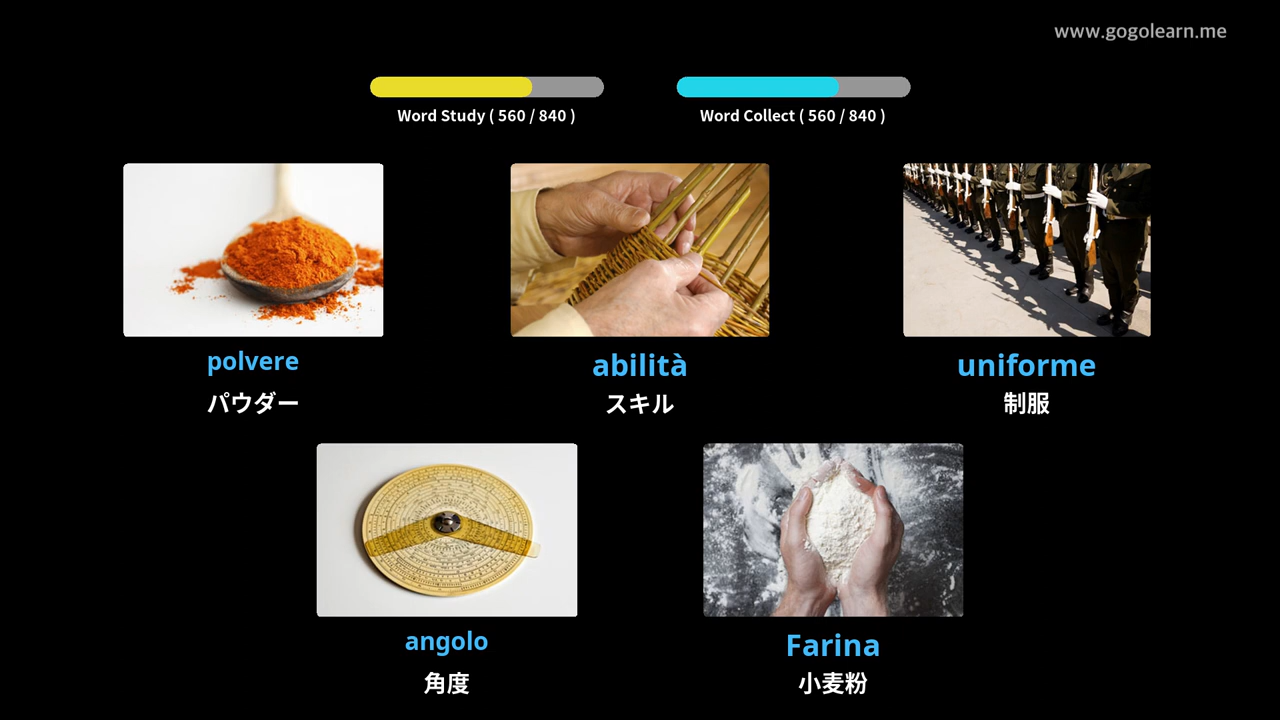 www.gogolearn.me
Word Study ( 560 / 840 )
Word Collect ( 560 / 840 )
polvere
パウダー
abilità
スキル
uniforme
制服
angolo
角度
Farina
小麦粉